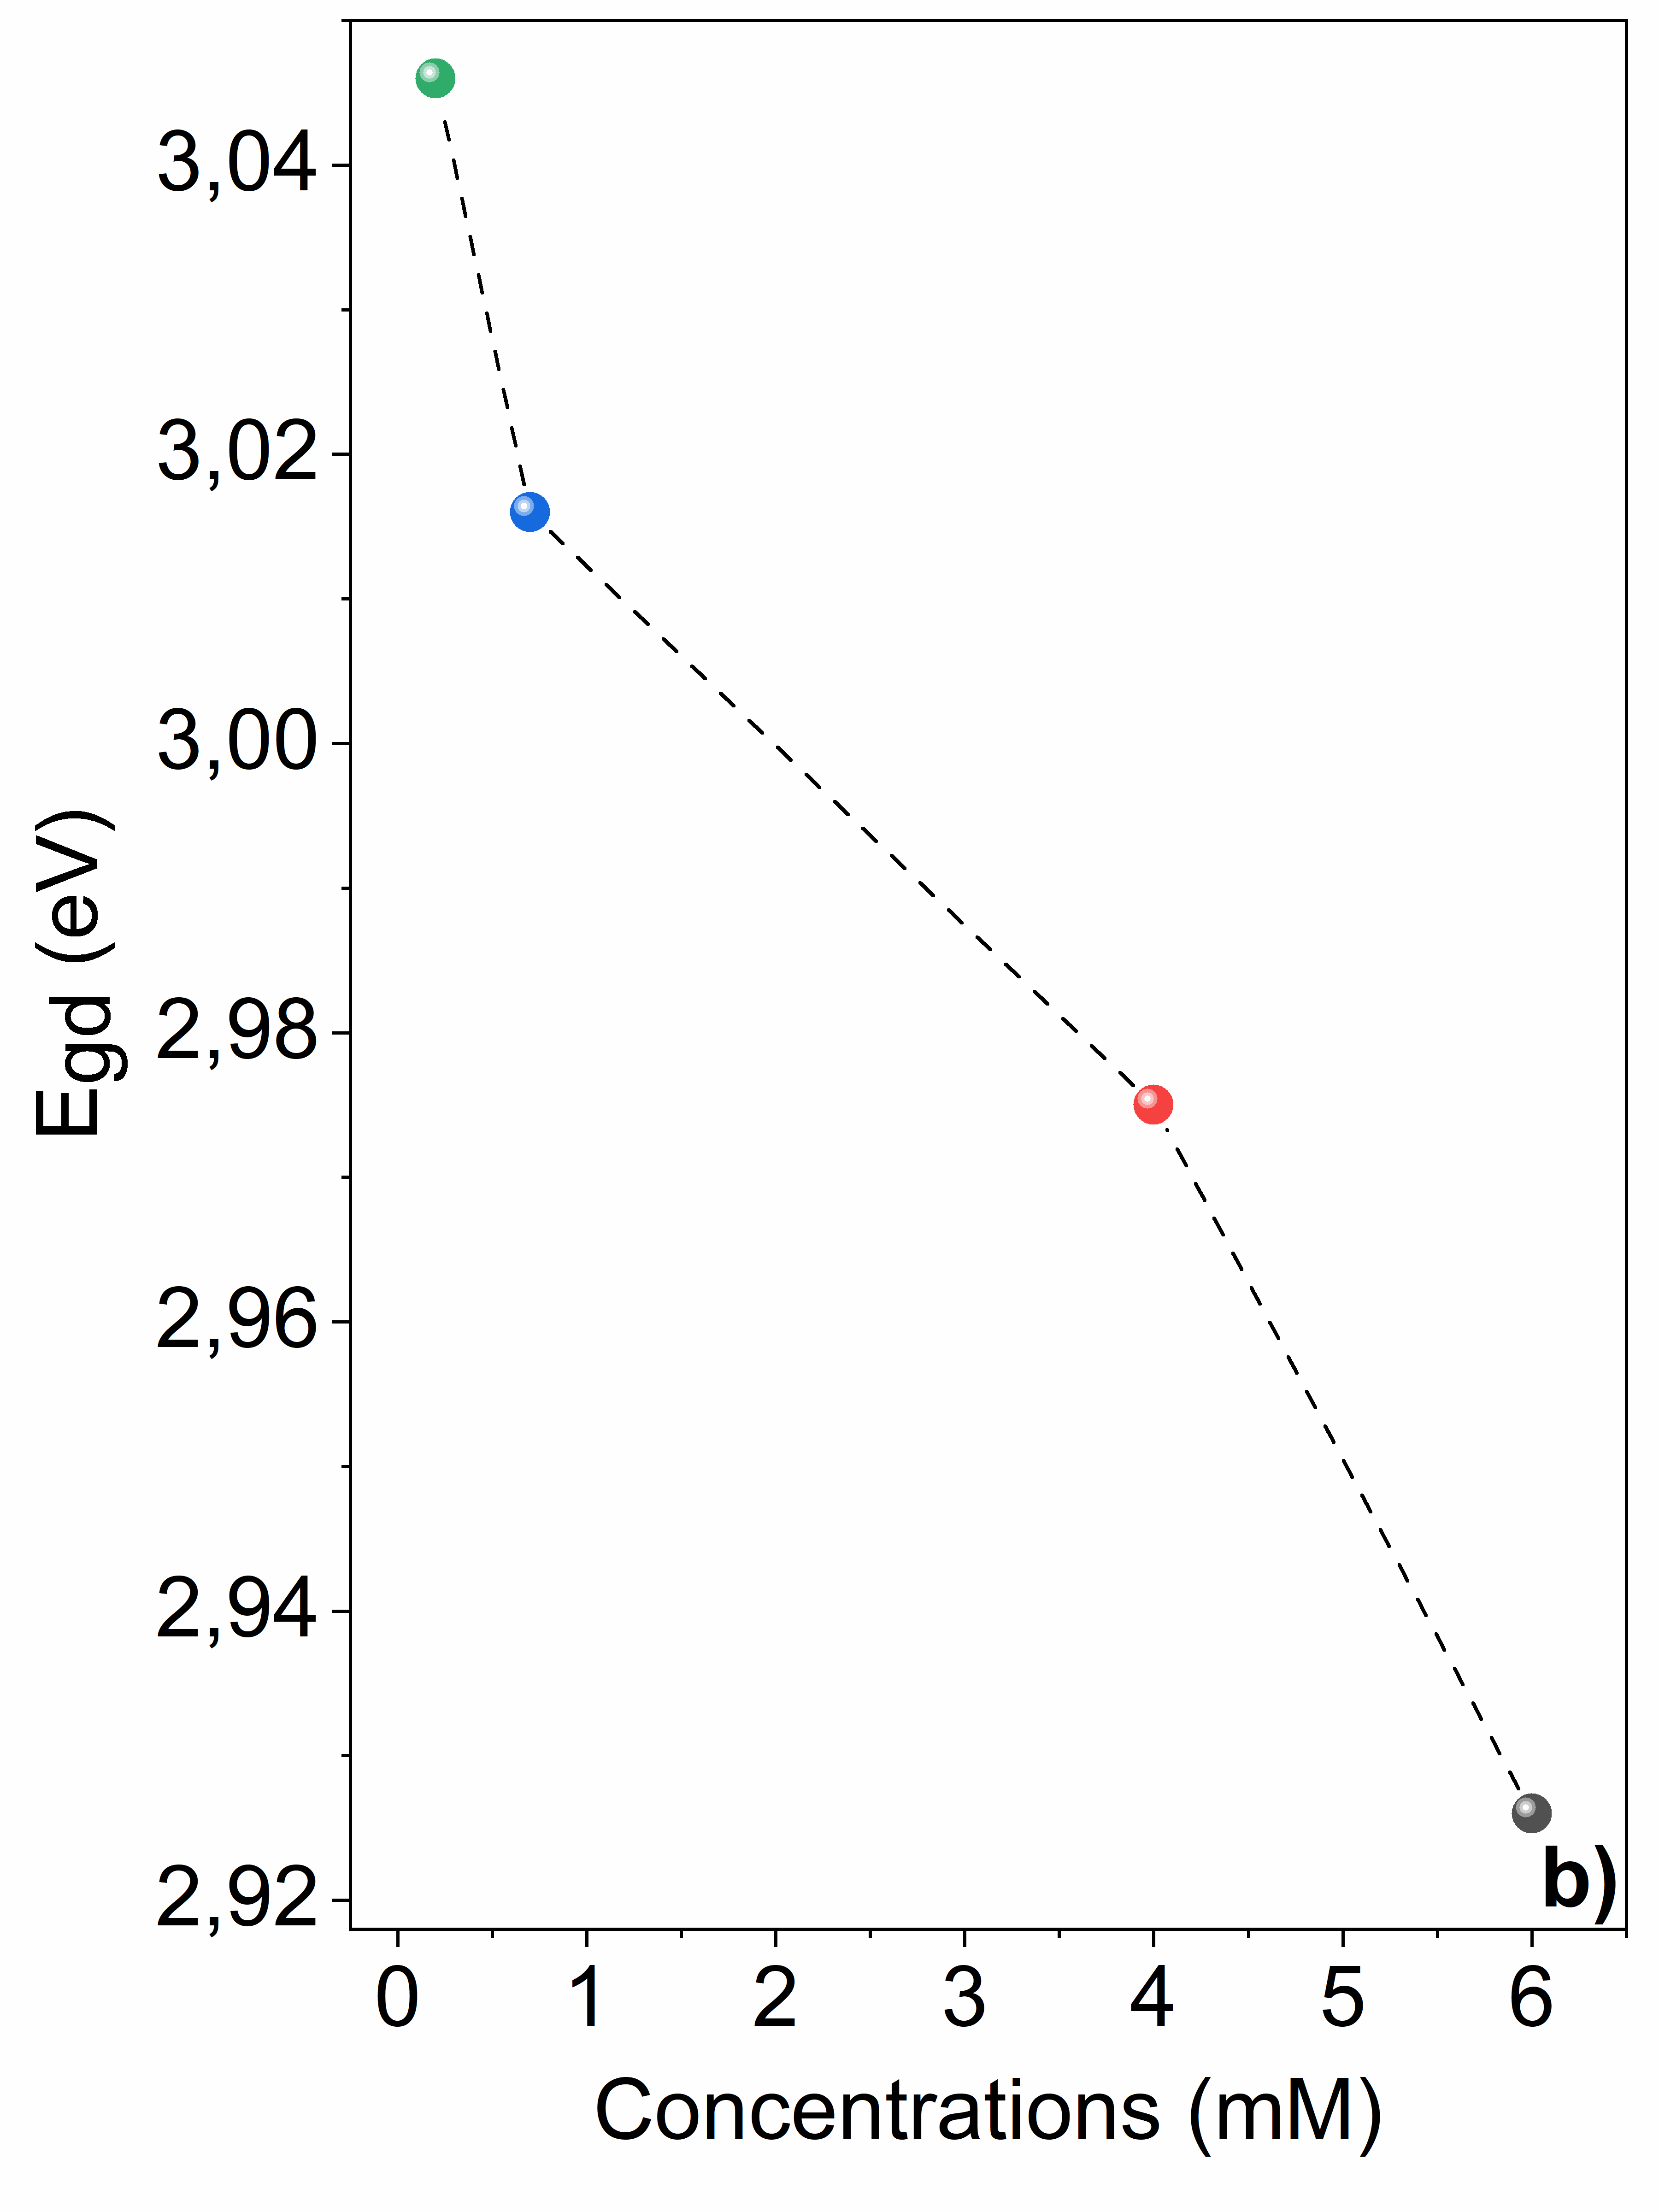 3,04
3,02
3,00
2,98
2,96
2,94
2,92
Egd (eV)
b)
0 1 2 3 4 5 6
Concentrations (mM)